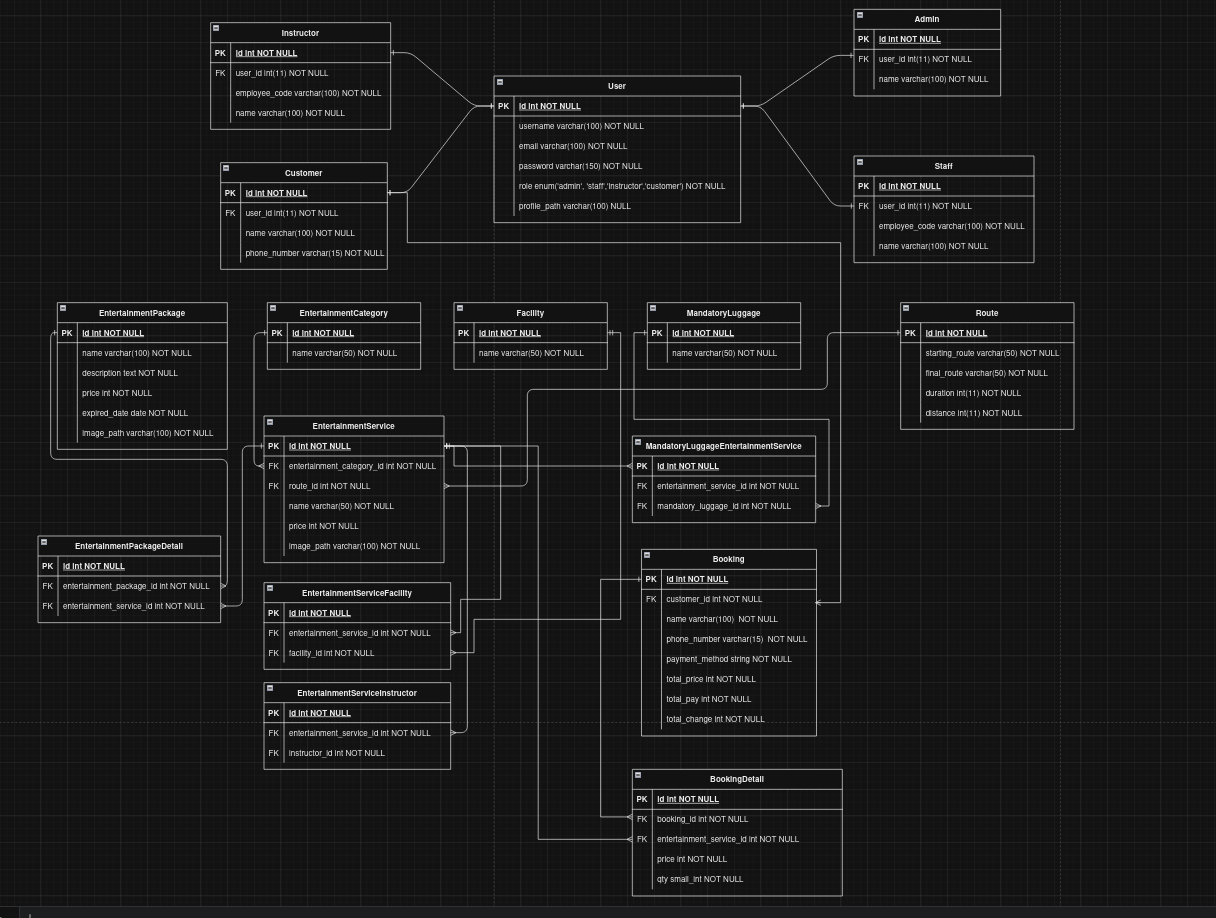 Instructor
PK id int NOT NULL
FK user_id int(11) NOT NULL
employee_code varchar(100) NOT NULL
name varchar(100) NOT NULL
User
PK id int NOT NULL
username varchar(100) NOT NULL
email varchar(100) NOT NULL
password varchar(150) NOT NULL
role enum('admin', 'staff','instructor','customer') NOT NULL
profile_path varchar(100) NULL
Admin
PK id int NOT NULL
FK user_id int(11) NOT NULL
name varchar(100) NOT NULL
Customer
PK id int NOT NULL
FK user_id int(11) NOT NULL
name varchar(100) NOT NULL
phone_number varchar(15) NOT NULL
Staff
PK id int NOT NULL
FK user_id int(11) NOT NULL
employee_code varchar(100) NOT NULL
name varchar(100) NOT NULL
EntertainmentPackage
PK id int NOT NULL
name varchar(100) NOT NULL
description text NOT NULL
price int NOT NULL
expired_date date NOT NULL
image_path varchar(100) NOT NULL
EntertainmentCategory
PK id int NOT NULL
name varchar(50) NOT NULL
Facility
PK id int NOT NULL
name varchar(50) NOT NULL
MandatoryLuggage
PK id int NOT NULL
name varchar(50) NOT NULL
Route
PK id int NOT NULL
starting_route varchar(50) NOT NULL
final_route varchar(50) NOT NULL
duration int(11) NOT NULL
distance int(11) NOT NULL
EntertainmentService
PK id int NOT NULL
FK entertainment_category_id int NOT NULL
FK route_id int NOT NULL
name varchar(50) NOT NULL
price int NOT NULL
image_path varchar(100) NOT NULL
MandatoryLuggageEntertainmentService
PK id int NOT NULL
FK entertainment_service_id int NOT NULL
FK mandatory_luggage_id int NOT NULL
EntertainmentPackageDetail
PK id int NOT NULL
FK entertainment_package_id int NOT NULL
FK entertainment_service_id int NOT NULL
Booking
PK id int NOT NULL
FK customer_id int NOT NULL
name varchar(100) NOT NULL
phone_number varchar(15) NOT NULL
payment_method string NOT NULL
total_price int NOT NULL
total_pay int NOT NULL
total_change int NOT NULL
EntertainmentServiceFacility
PK id int NOT NULL
FK entertainment_service_id int NOT NULL
FK facility_id int NOT NULL
EntertainmentServiceInstructor
PK id int NOT NULL
FK entertainment_service_id int NOT NULL
FK instructor_id int NOT NULL
BookingDetail
PK id int NOT NULL
FK booking_id int NOT NULL
FK entertainment_service_id int NOT NULL
price int NOT NULL
qty small_int NOT NULL